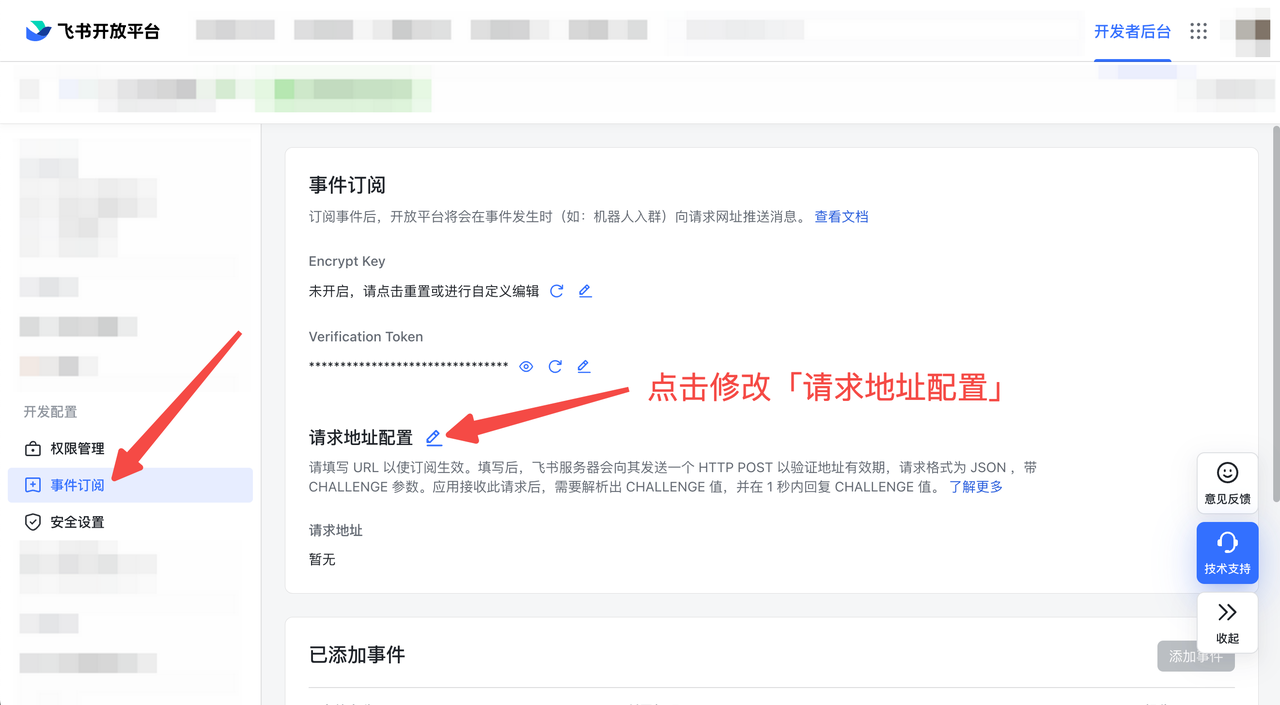 飞书开放平台
开发者后台
事件订阅
订阅事件后，开放平台将会在事件发生时（如：机器人入群）向请求网址推送消息。 查看文档
Encrypt Key
未开启，请点击重置或进行自定义编辑
Verification Token
********************************
点击修改「请求地址配置」
开发配置
权限管理
事件订阅
安全设置
请求地址配置
请填写 URL 以使订阅生效。填写后，飞书服务器会向其发送一个 HTTP POST 以验证地址有效期，请求格式为 JSON ，带
CHALLENGE 参数。应用接收此请求后，需要解析出 CHALLENGE 值，并在 1 秒内回复 CHALLENGE 值。 了解更多
请求地址
暂无
意见反馈
技术支持
收起
已添加事件
添加事件